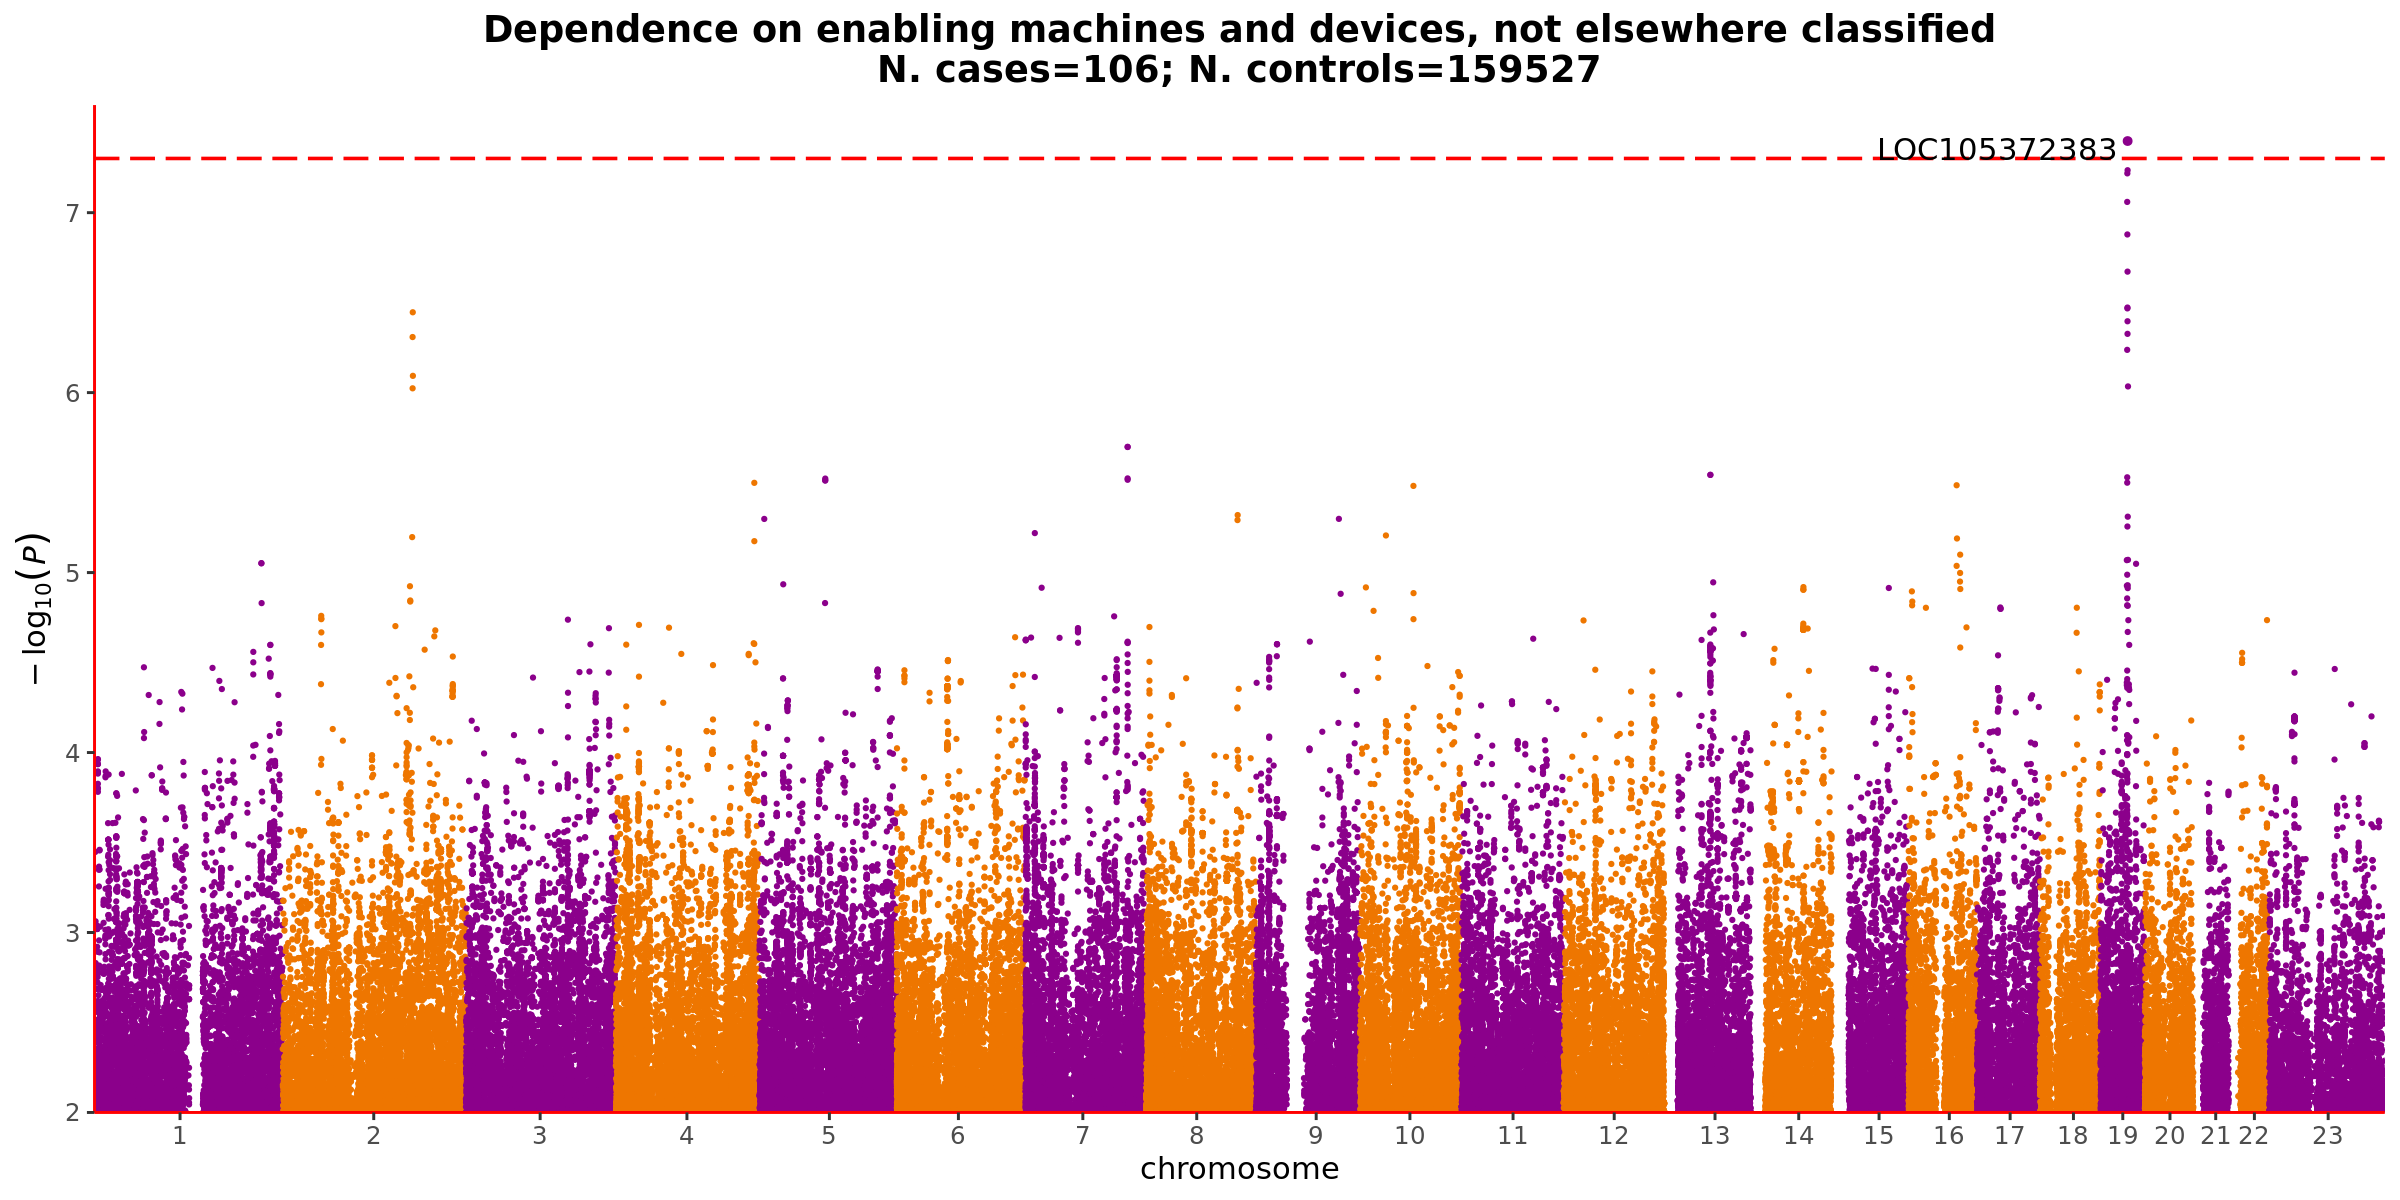 Dependence on enabling machines and devices, not elsewhere classified
N. cases=106; N. controls=159527
LOC105372383
7
6
5
4
3
2
−log10(P)
1 2 3 4 5 6 7 8 9 10 11 12 13 14 15 16 17 18 19 20 21 22 23
chromosome